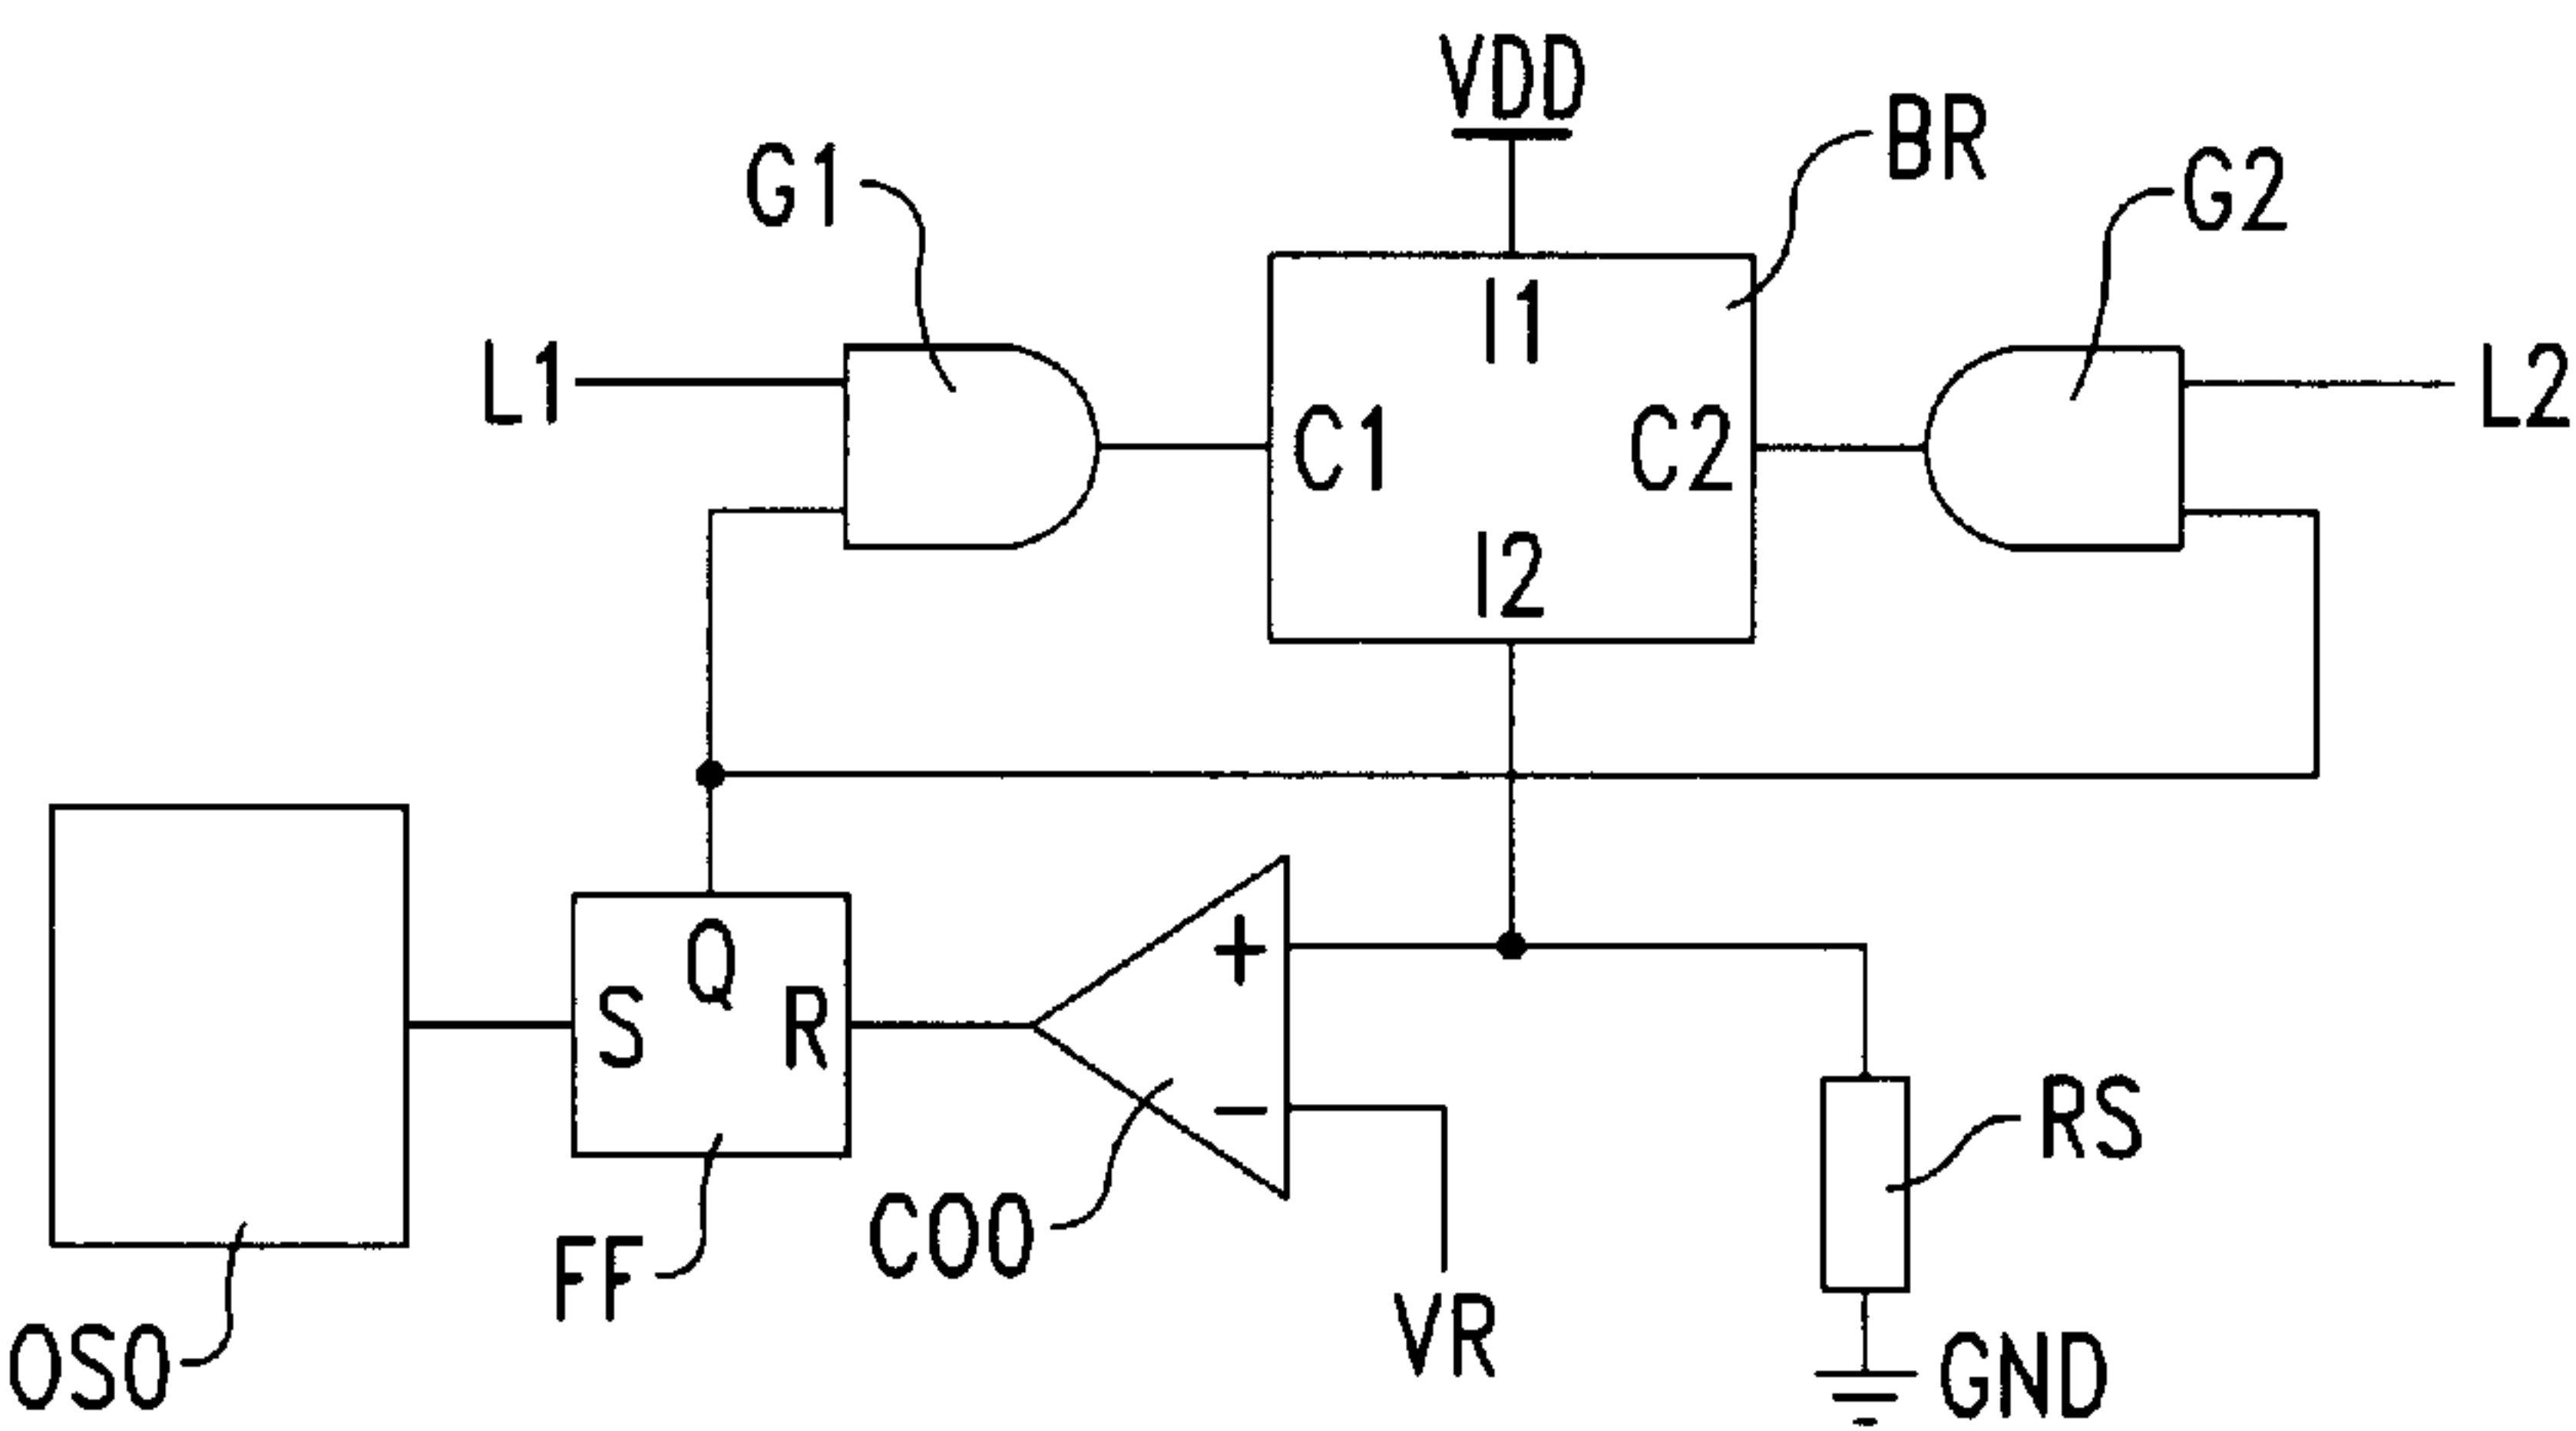 VDD
BR
G1
G2
I1
L1
L2
C1
C2
I2
+
Q
S
R
-
RS
COO
FF
VR
OSO
GND